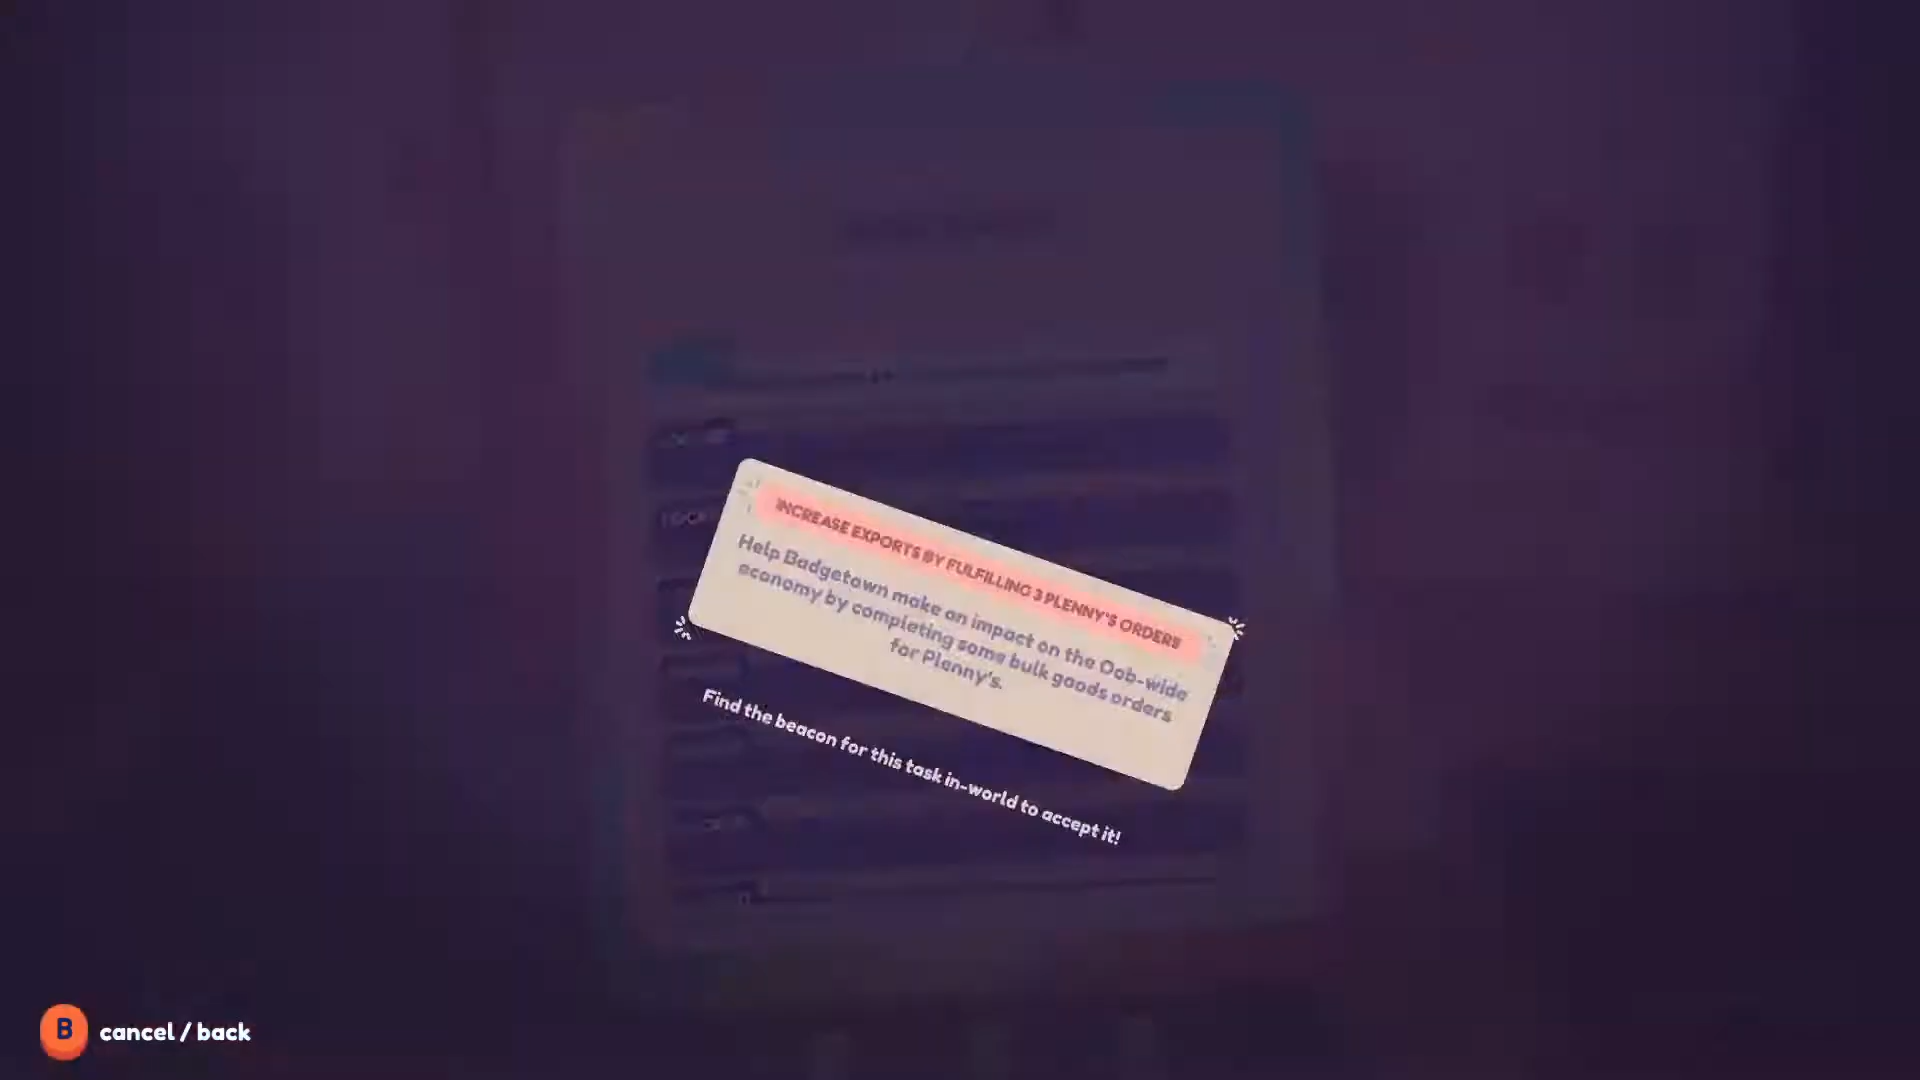 INCREASE EXPORTS BY FULFILLING 3 PLENNY'S ORDERS
Help Badgetown make an impact on the Oob-wide
economy by completing some bulk goods orders
for Plenny's.
Find the beacon for this task in-world to accept it!
B cancel / back